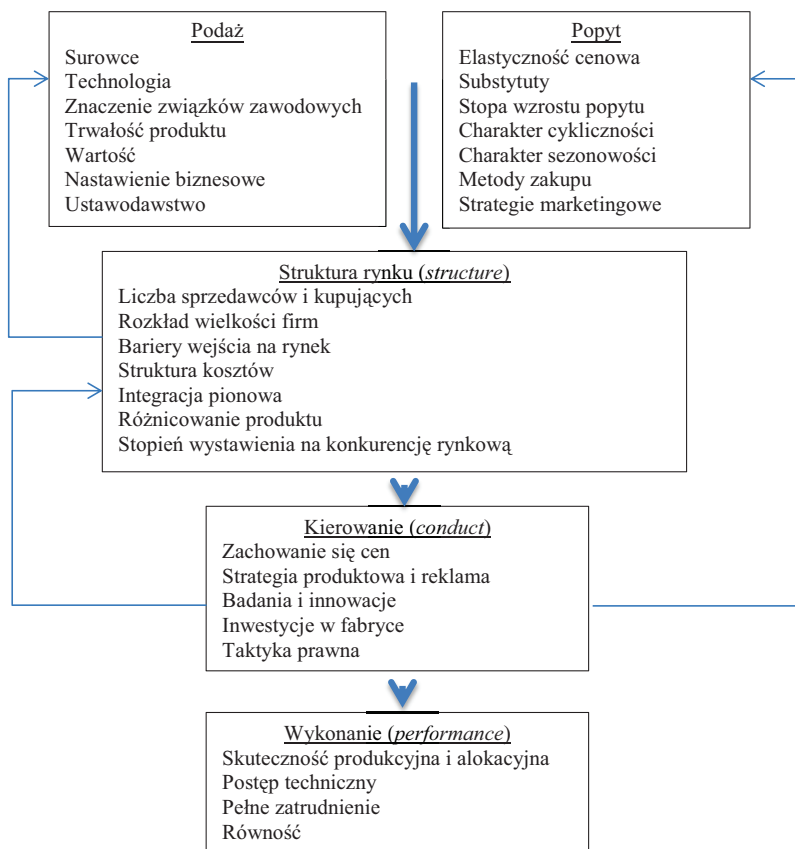 Podaż
Surowce
Technologia
Znaczenie związków zawodowych
Trwałość produktu
Wartość
Nastawienie biznesowe
Ustawodawstwo
Popyt
Elastyczność cenowa
Substytuty
Stopa wzrostu popytu
Charakter cykliczności
Charakter sezonowości
Metody zakupu
Strategie marketingowe
Struktura rynku (structure)
Liczba sprzedawców i kupujących
Rozkład wielkości firm
Bariery wejścia na rynek
Struktura kosztów
Integracja pionowa
Różnicowanie produktu
Stopień wystawienia na konkurencję rynkową
Kierowanie (conduct)
Zachowanie się cen
Strategia produktowa i reklama
Badania i innowacje
Inwestycje w fabryce
Taktyka prawna
Wykonanie (performance)
Skuteczność produkcyjna i alokacyjna
Postęp techniczny
Pełne zatrudnienie
Równość